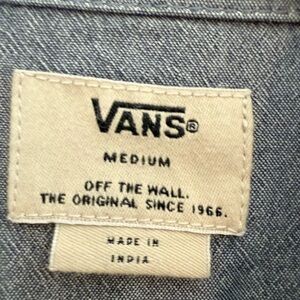 VANS®
MEDIUM
OFF THE WALL.
THE ORIGINAL SINCE 1966.
MADE IN
INDIA